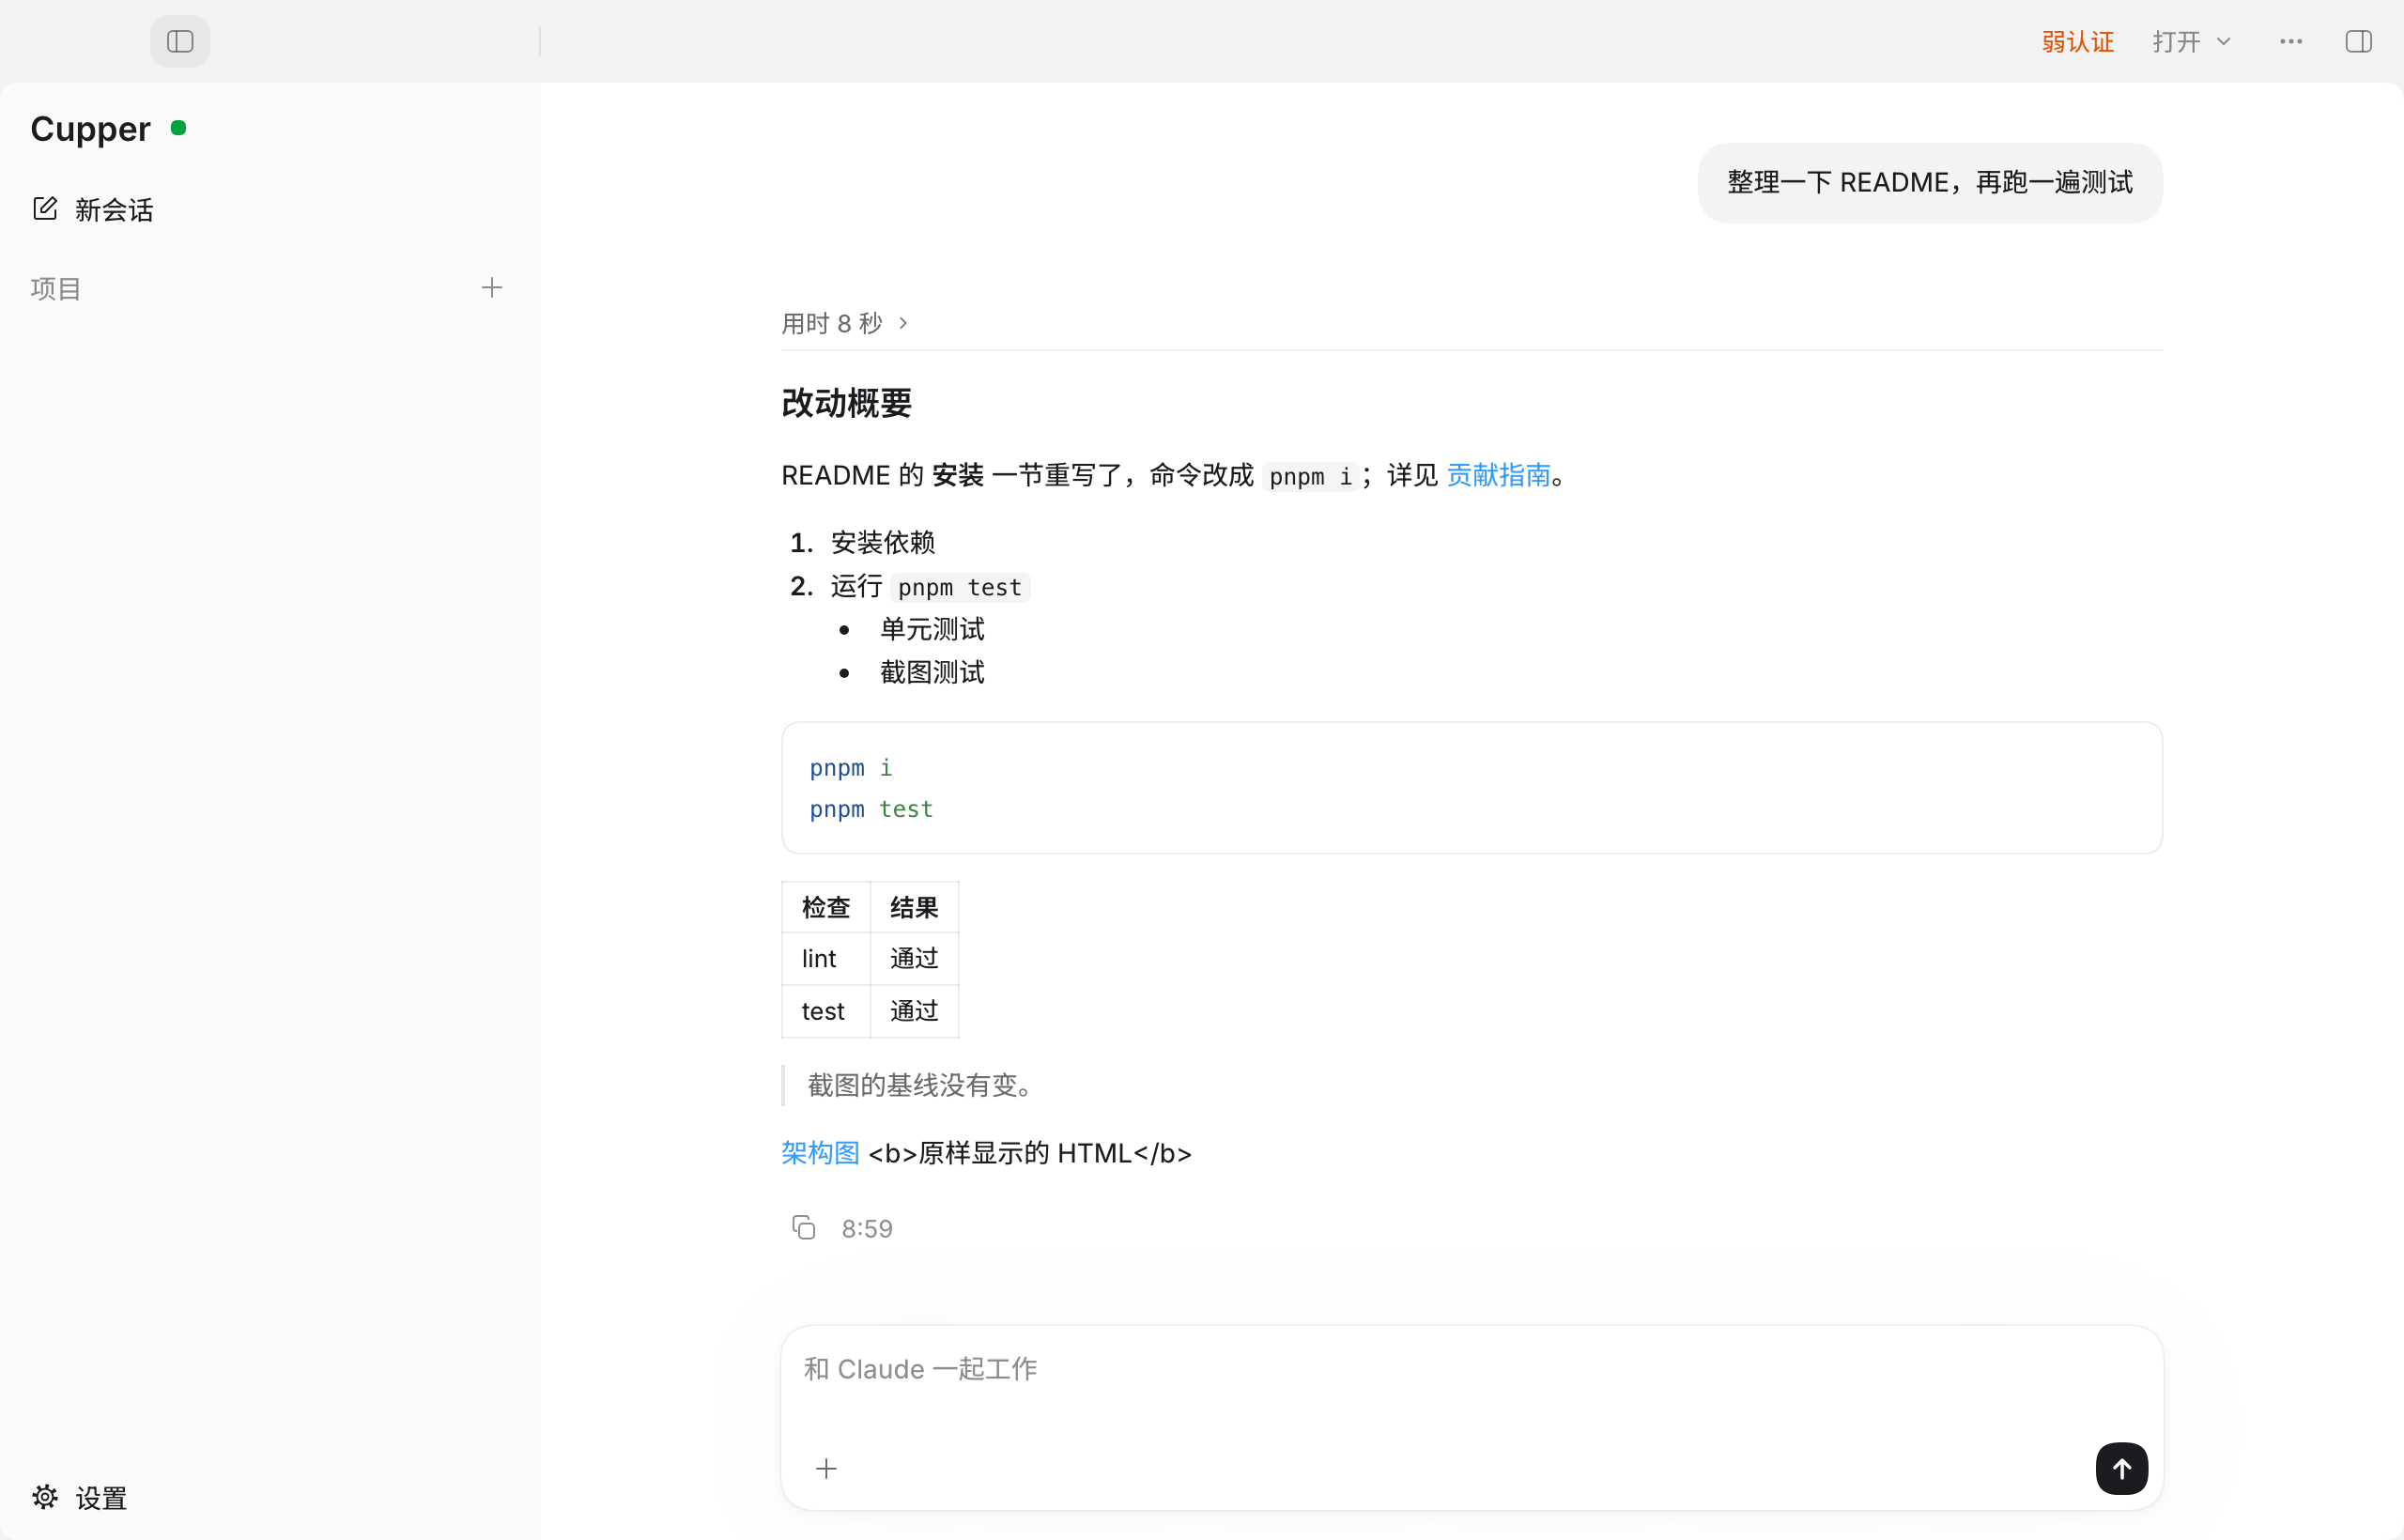 弱认证 打开
Cupper
新会话
项目
整理一下 README，再跑一遍测试
用时 8 秒
改动概要
README 的 安装 一节重写了，命令改成 pnpm i；详见 贡献指南。
1. 安装依赖
2. 运行 pnpm test
• 单元测试
• 截图测试
pnpm i
pnpm test
检查 结果
lint 通过
test 通过
截图的基线没有变。
架构图 <b>原样显示的 HTML</b>
8:59
和 Claude 一起工作
设置